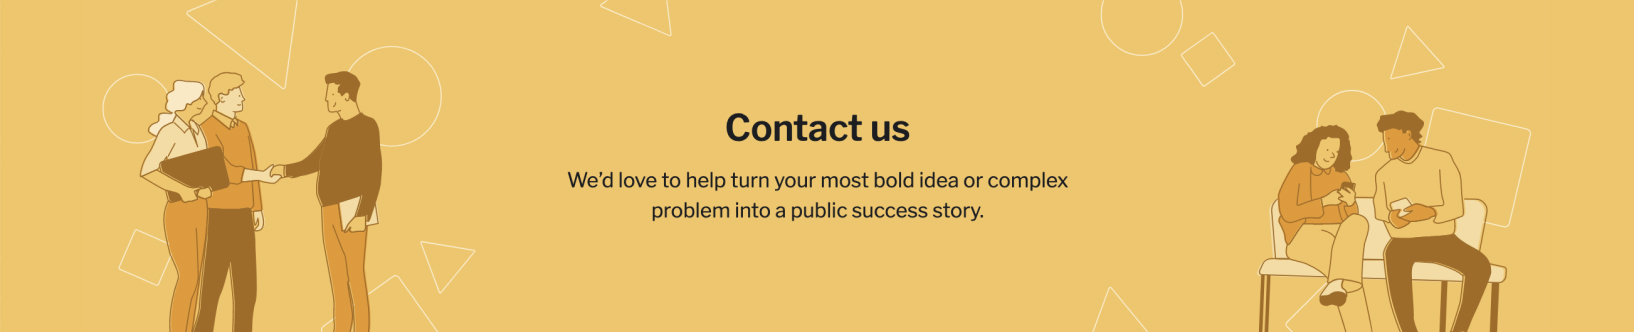 Contact us
We’d love to help turn your most bold idea or complex
problem into a public success story.